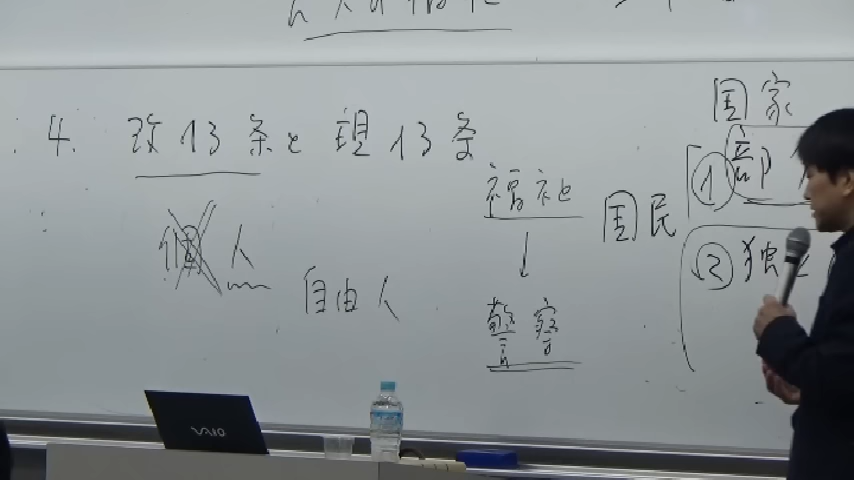 4. 改13条と現13条
国家
福祉
国民
① 部
個人
② 独
自由人
↓
警察
VAIO